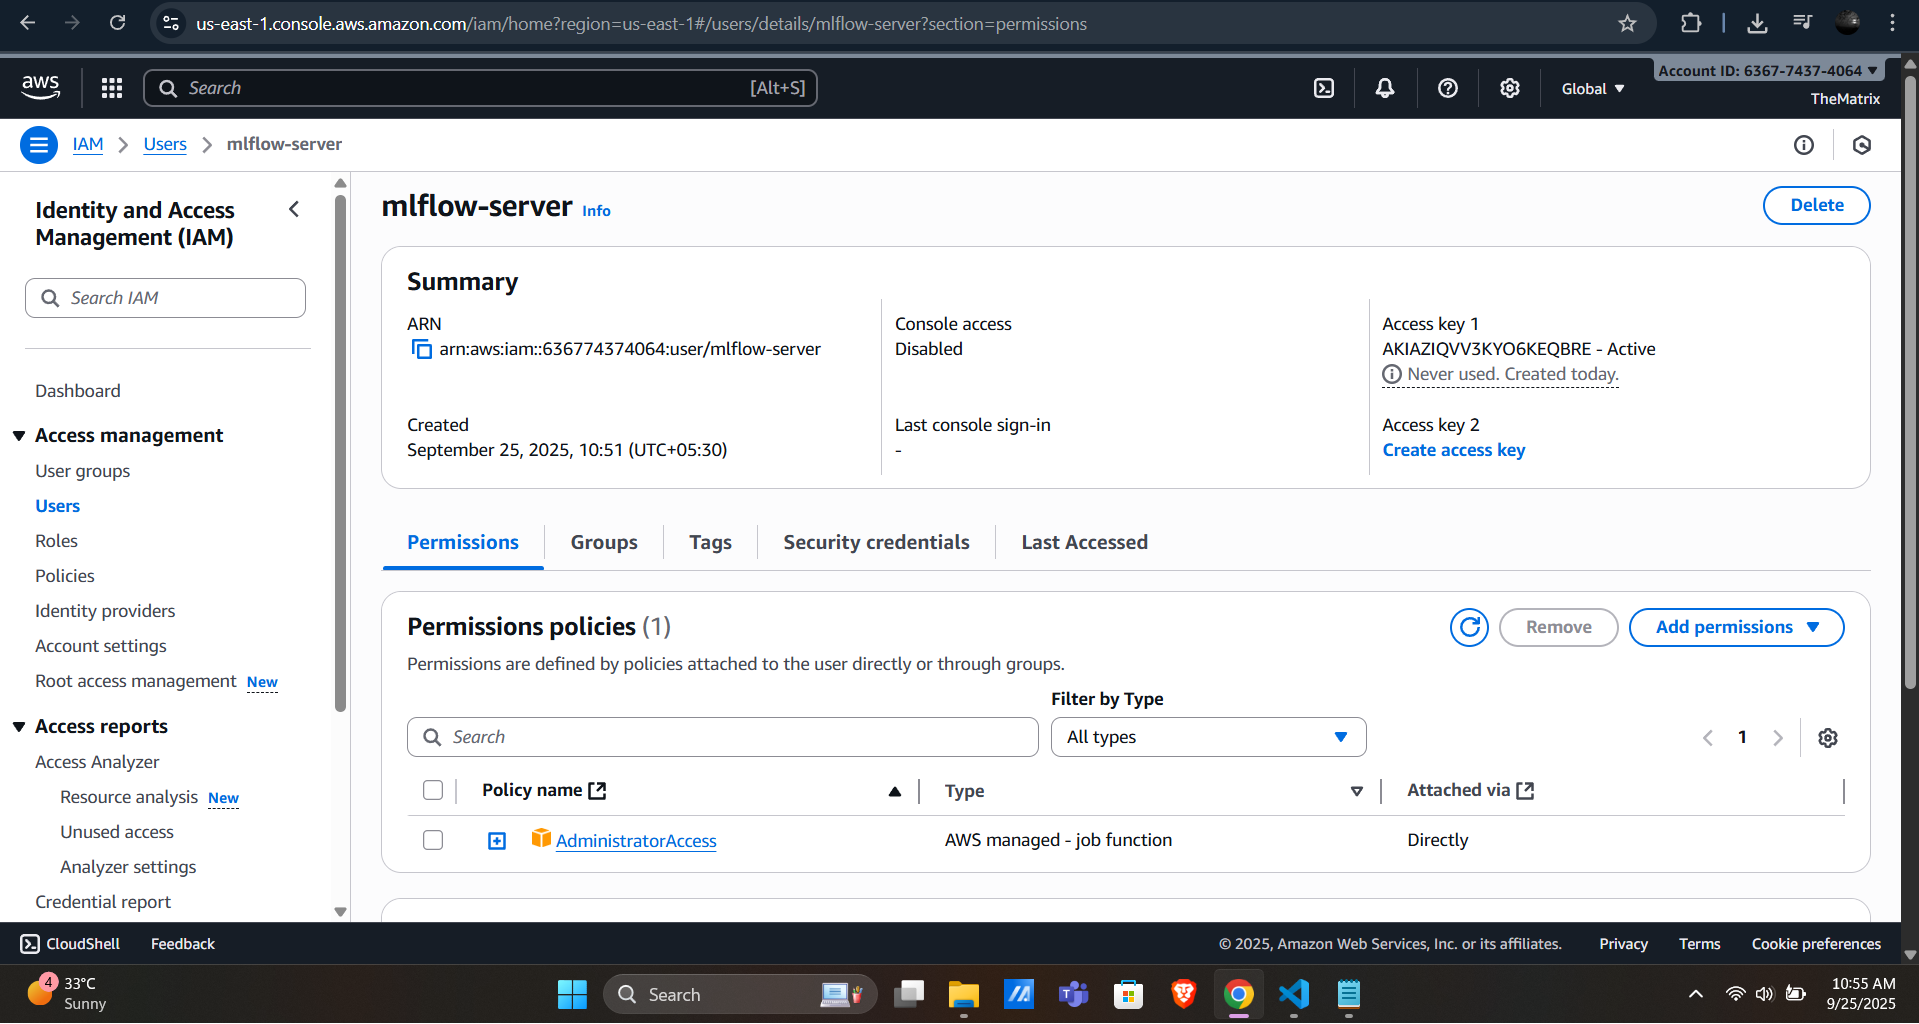 us-east-1.console.aws.amazon.com/iam/home?region=us-east-1#/users/details/mlflow-server?section=permissions
aws
Search
[Alt+S]
Global
Account ID: 6367-7437-4064
TheMatrix
IAM
Users
mlflow-server
Identity and Access
Management (IAM)
Search IAM
Dashboard
Access management
User groups
Users
Roles
Policies
Identity providers
Account settings
Root access management New
Access reports
Access Analyzer
Resource analysis New
Unused access
Analyzer settings
Credential report
mlflow-server Info
Delete
Summary
ARN
arn:aws:iam::636774374064:user/mlflow-server
Created
September 25, 2025, 10:51 (UTC+05:30)
Console access
Disabled
Last console sign-in
-
Access key 1
AKIAZIQVV3KYO6KEQBRE - Active
Never used. Created today.
Access key 2
Create access key
Permissions
Groups
Tags
Security credentials
Last Accessed
Permissions policies (1)
Remove
Add permissions
Permissions are defined by policies attached to the user directly or through groups.
Filter by Type
Search
All types
1
Policy name
Type
Attached via
AdministratorAccess
AWS managed - job function
Directly
CloudShell
Feedback
© 2025, Amazon Web Services, Inc. or its affiliates.
Privacy
Terms
Cookie preferences
4
33°C
Sunny
Search
10:55 AM
9/25/2025